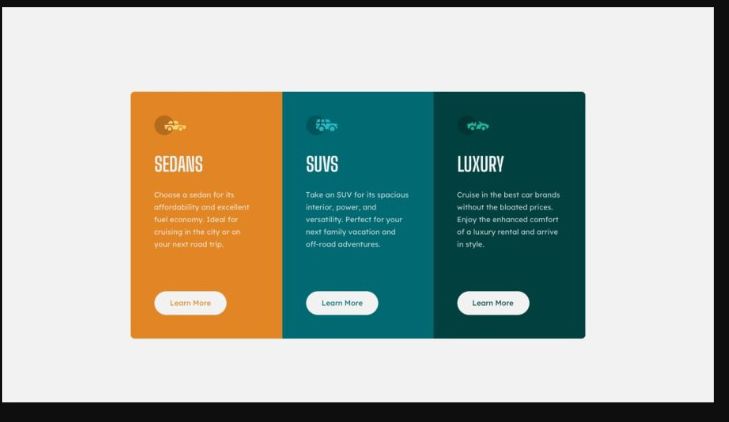 SEDANS
Choose a sedan for its
affordability and excellent
fuel economy. Ideal for
cruising in the city or on
your next road trip.
Learn More
SUVS
Take an SUV for its spacious
interior, power, and
versatility. Perfect for your
next family vacation and
off-road adventures.
Learn More
LUXURY
Cruise in the best car brands
without the bloated prices.
Enjoy the enhanced comfort
of a luxury rental and arrive
in style.
Learn More